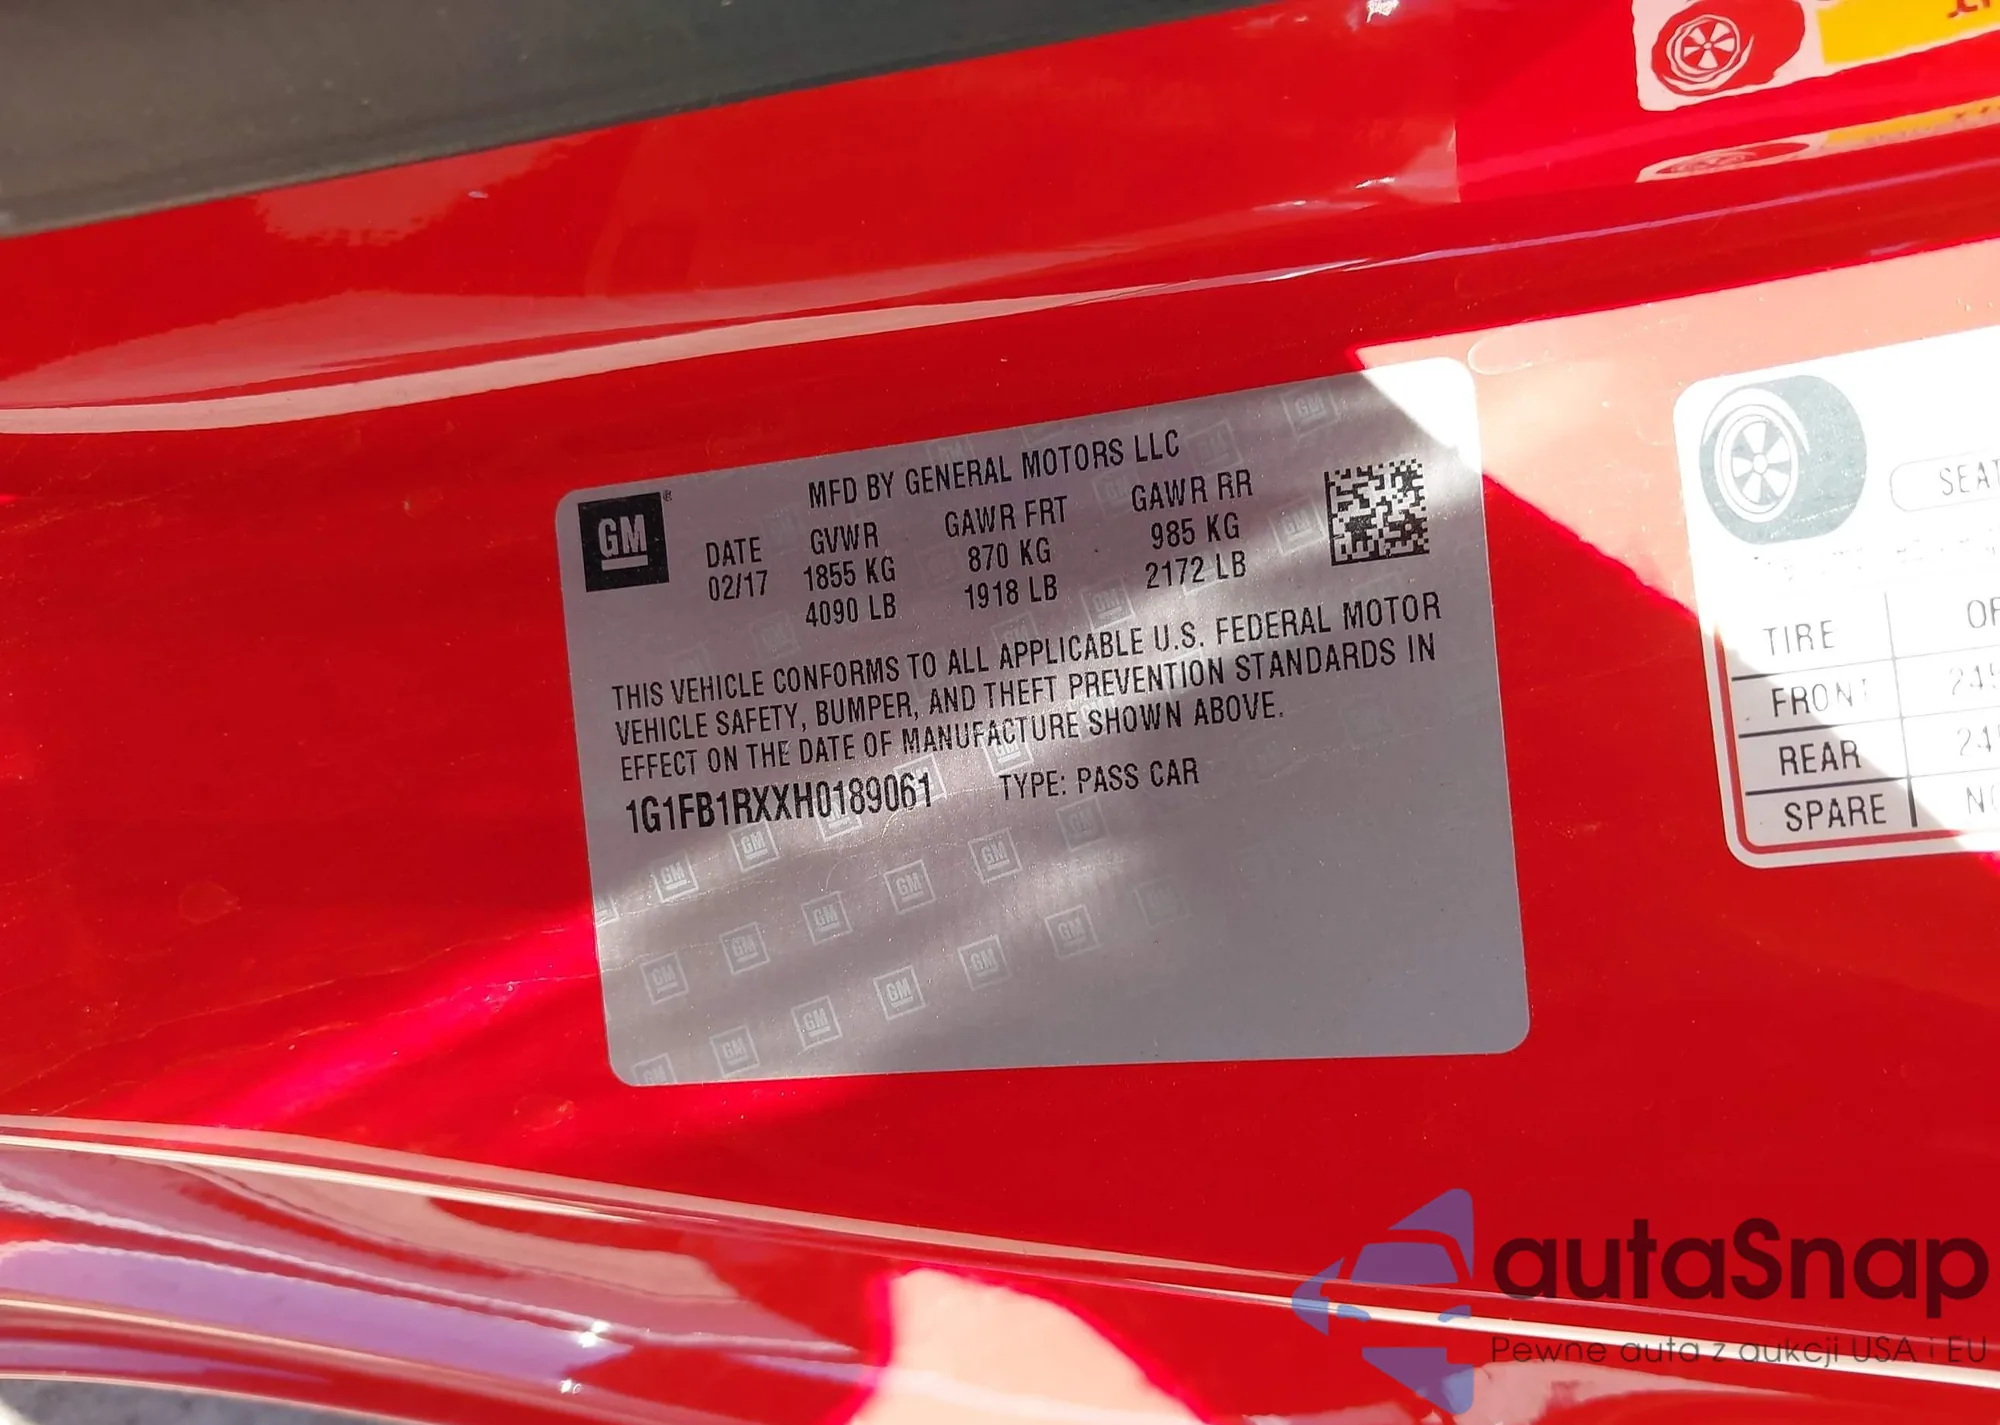 GM ®
MFD BY GENERAL MOTORS LLC
DATE GVWR GAWR FRT GAWR RR
02/17 1855 KG 870 KG 985 KG
4090 LB 1918 LB 2172 LB
THIS VEHICLE CONFORMS TO ALL APPLICABLE U.S. FEDERAL MOTOR
VEHICLE SAFETY, BUMPER, AND THEFT PREVENTION STANDARDS IN
EFFECT ON THE DATE OF MANUFACTURE SHOWN ABOVE.
1G1FB1RXXH0189061 TYPE: PASS CAR
TIRE
FRONT
REAR
SPARE
autaSnap
Pewne auta z aukcji USA i EU